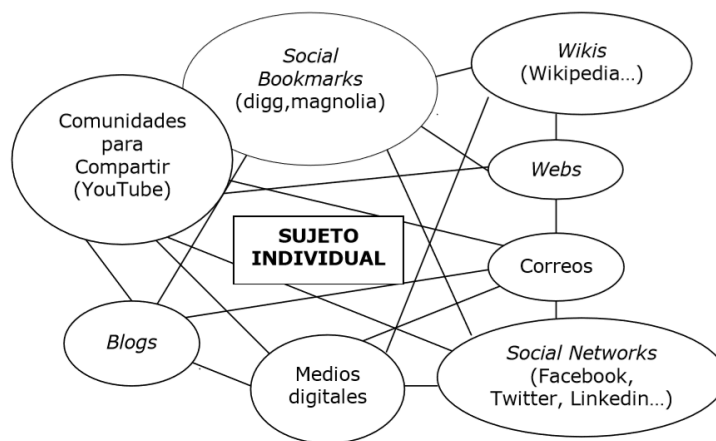 Social
Bookmarks
(digg,magnolia)
Wikis
(Wikipedia…)
Comunidades
para
Compartir
(YouTube)
Webs
SUJETO
INDIVIDUAL
Correos
Blogs
Medios
digitales
Social Networks
(Facebook,
Twitter, Linkedin…)